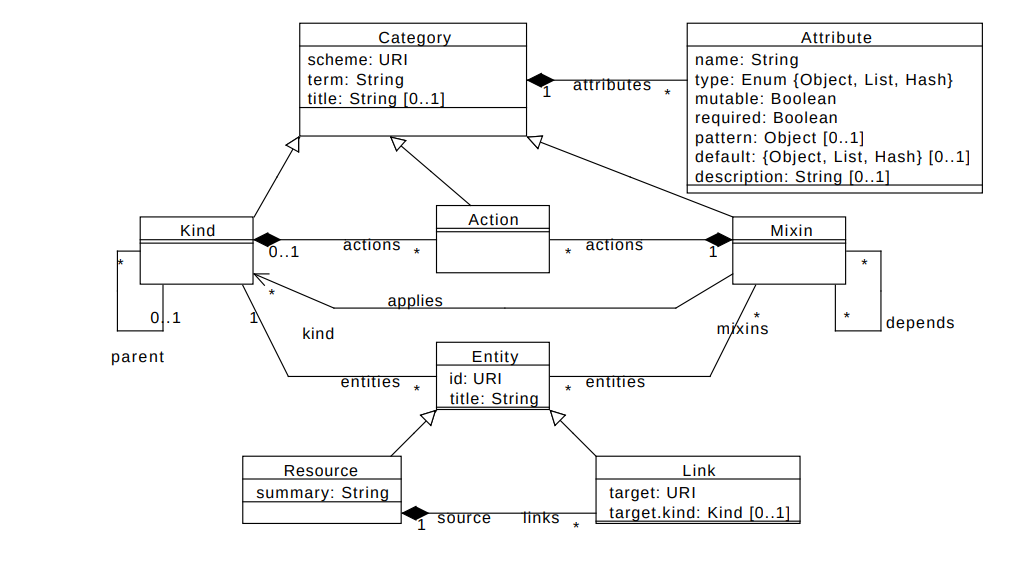 Category
scheme: URI
term: String
title: String [0..1]
1
attributes
*
Attribute
name: String
type: Enum {Object, List, Hash}
mutable: Boolean
required: Boolean
pattern: Object [0..1]
default: {Object, List, Hash} [0..1]
description: String [0..1]
Kind
0..1
actions
*
Action
*
actions
1
Mixin
*
0..1
parent
*
applies
*
*
depends
1
kind
*
mixins
entities
*
Entity
id: URI
title: String
*
entities
Resource
summary: String
1
source
links
*
Link
target: URI
target.kind: Kind [0..1]